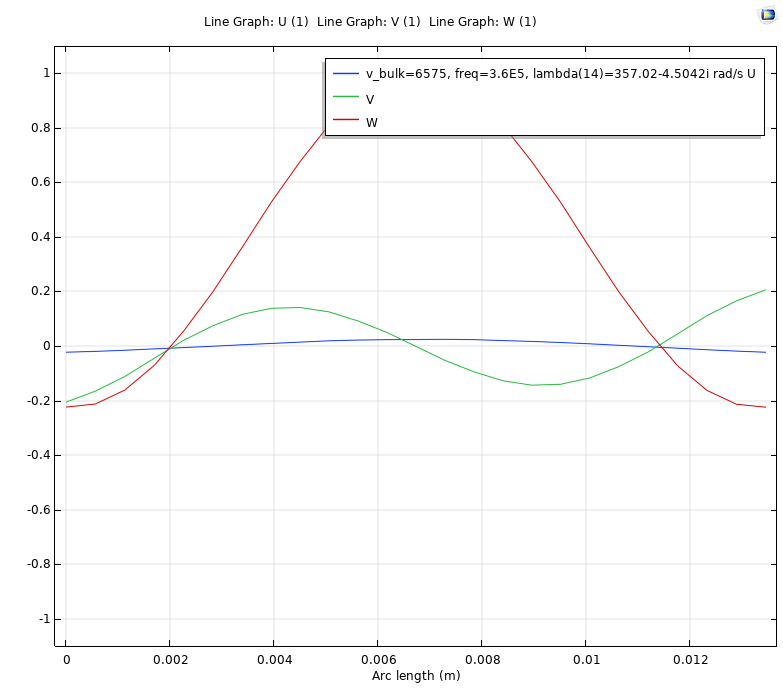 Line Graph: U (1)  Line Graph: V (1)  Line Graph: W (1)
v_bulk=6575, freq=3.6E5, lambda(14)=357.02-4.5042i rad/s U
V
W
1
0.8
0.6
0.4
0.2
0
-0.2
-0.4
-0.6
-0.8
-1
0 0.002 0.004 0.006 0.008 0.01 0.012
Arc length (m)